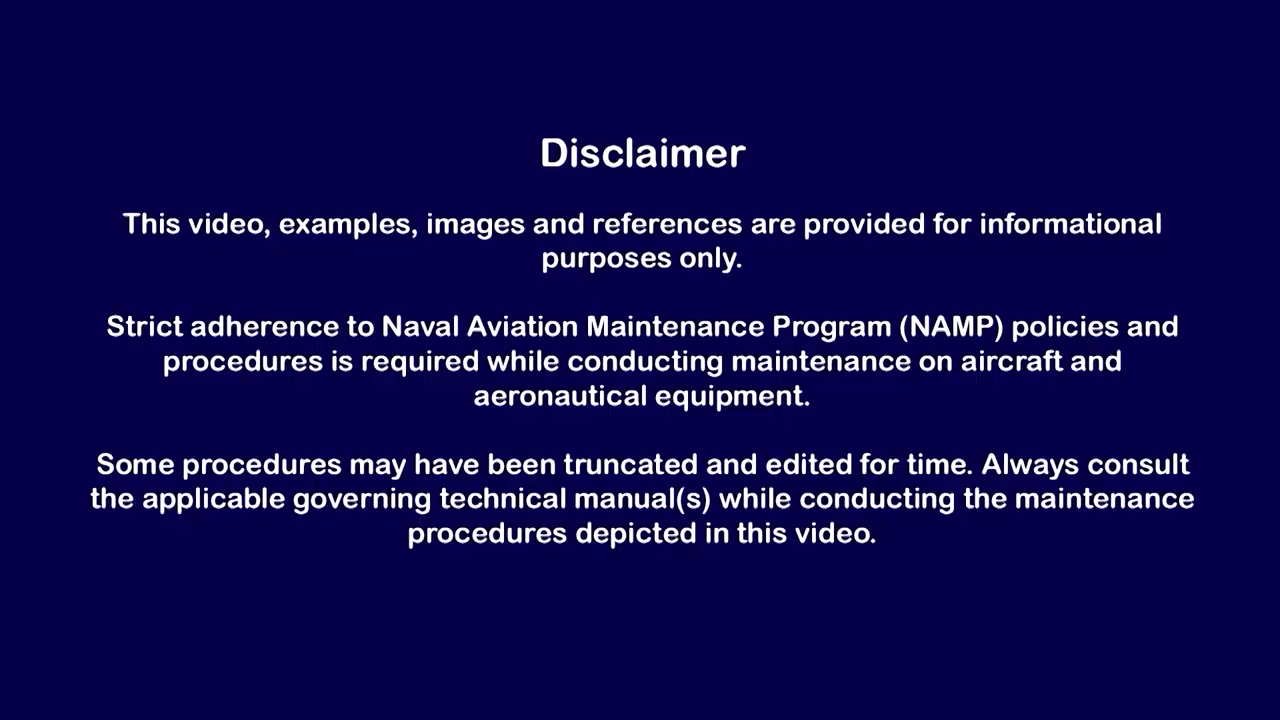 Disclaimer
This video, examples, images and references are provided for informational
purposes only.
Strict adherence to Naval Aviation Maintenance Program (NAMP) policies and
procedures is required while conducting maintenance on aircraft and
aeronautical equipment.
Some procedures may have been truncated and edited for time. Always consult
the applicable governing technical manual(s) while conducting the maintenance
procedures depicted in this video.